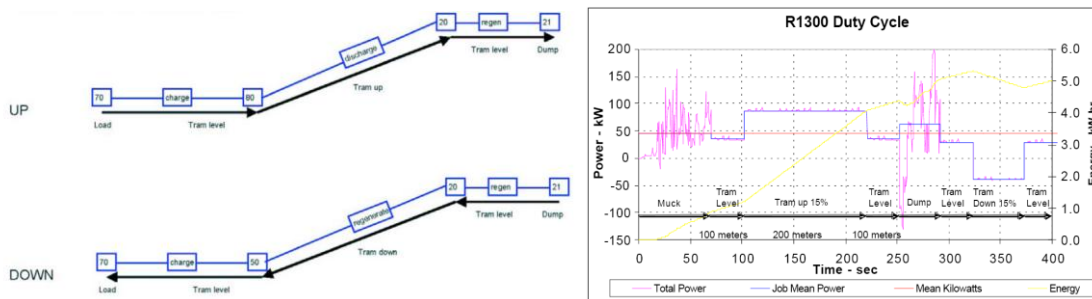 20 regen 21
Tram level Dump
discharge
Tram up
UP
70 charge 80
Load Tram level
20 regen 21
Tram level Dump
regenerate
Tram down
DOWN
70 charge 50
Load Tram level
R1300 Duty Cycle
200 6.0
150 5.0
100 4.0
50 3.0
0 2.0
-50 1.0
-100 0.0
-150
Power - kW
Muck
Tram Level
Tram up 15%
Tram Level
Dump
Tram Level
Tram Down 15%
Tram Level
100 meters 200 meters 100 meters
0 50 100 150 200 250 300 350 400
Time - sec
Total Power Job Mean Power Mean Kilowatts Energy